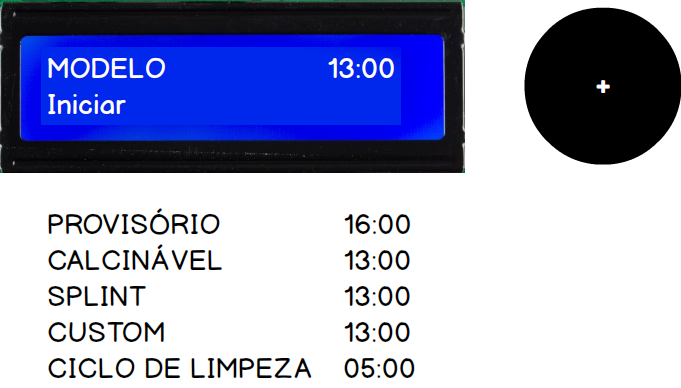 MODELO 13:00
Iniciar
+
PROVISÓRIO 16:00
CALCINÁVEL 13:00
SPLINT 13:00
CUSTOM 13:00
CICLO DE LIMPEZA 05:00